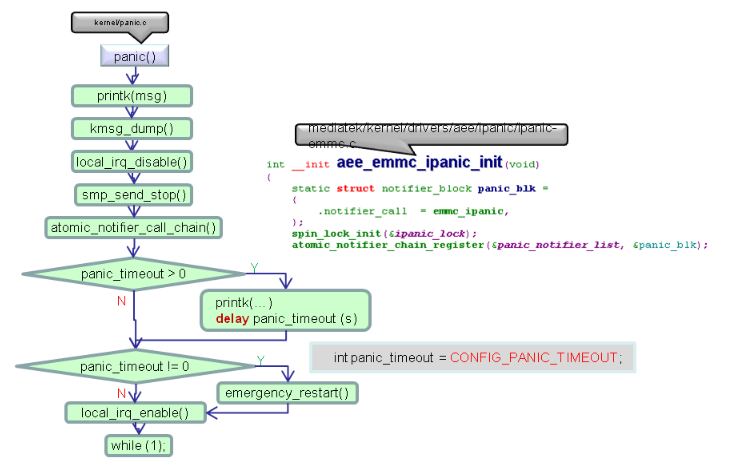 kernel/panic.c
panic()
printk(msg)
kmsg_dump()
local_irq_disable()
smp_send_stop()
atomic_notifier_call_chain()
panic_timeout > 0
Y
N
printk(...)
delay panic_timeout (s)
panic_timeout != 0
Y
N
emergency_restart()
local_irq_enable()
while (1);
mediatek/kernel/drivers/aee/ipanic/ipanic-
emmc.c
int __init aee_emmc_ipanic_init(void)
{
static struct notifier_block panic_blk =
{
.notifier_call = emmc_ipanic,
};
spin_lock_init(&ipanic_lock);
atomic_notifier_chain_register(&panic_notifier_list, &panic_blk);
int panic_timeout = CONFIG_PANIC_TIMEOUT;